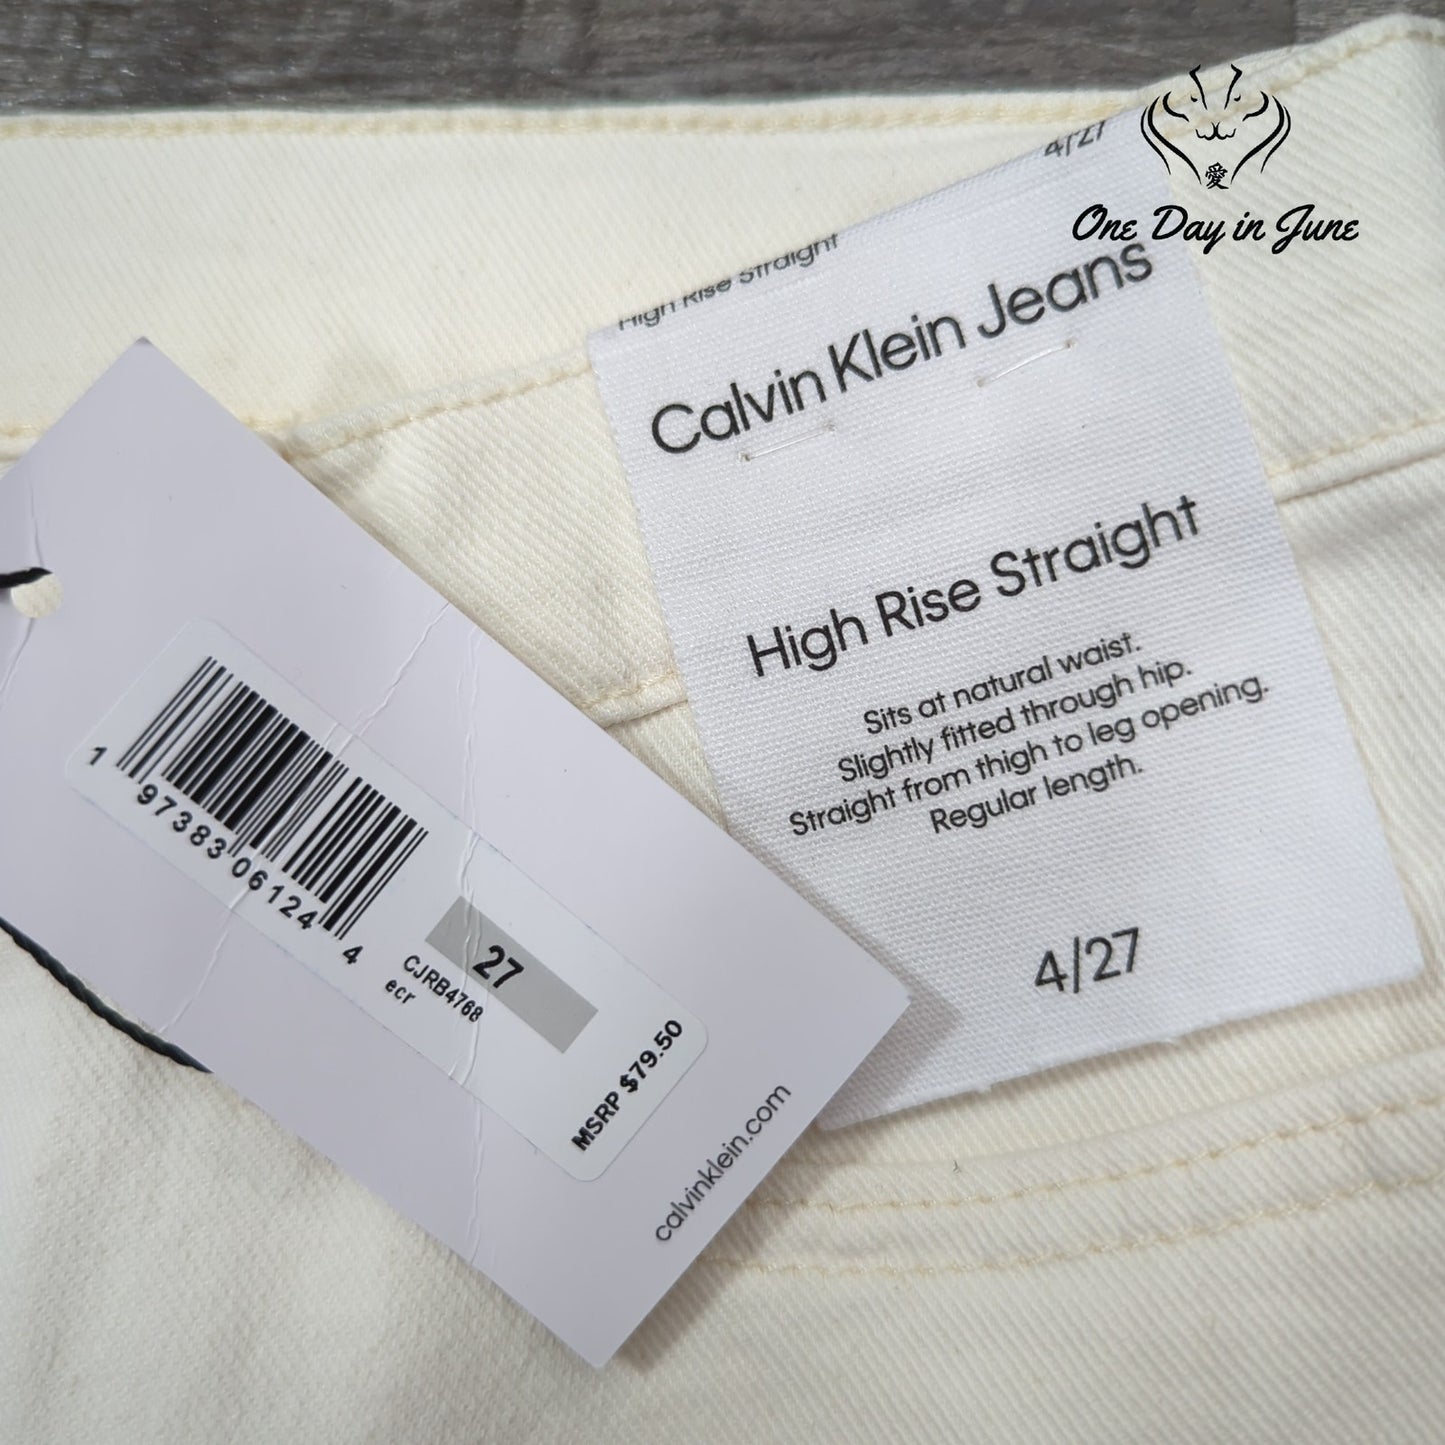 愛
One Day in June
4/27
High Rise Straight
Calvin Klein Jeans
High Rise Straight
Sits at natural waist.
Slightly fitted through hip.
Straight from thigh to leg opening.
Regular length.
4/27
1 97383 06124 4
27
CJRB4768
ecr
MSRP $79.50
calvinklein.com